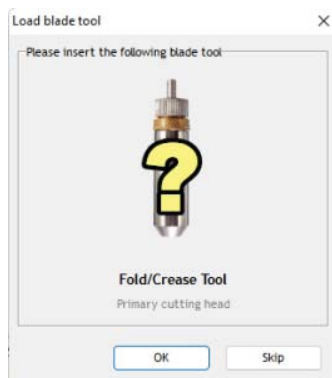 Load blade tool
Please insert the following blade tool
?
Fold/Crease Tool
Primary cutting head
OK
Skip